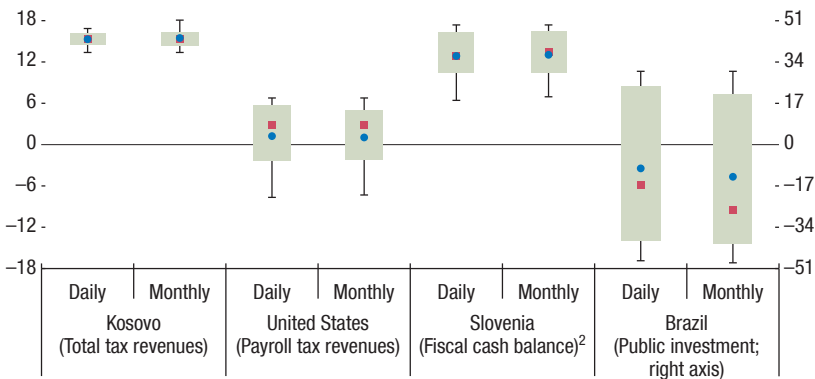 18 51
12 34
6 17
0 0
–6 –17
–12 –34
–18 –51
Daily Monthly Daily Monthly Daily Monthly Daily Monthly
Kosovo United States Slovenia Brazil
(Total tax revenues) (Payroll tax revenues) (Fiscal cash balance)² (Public investment;
right axis)